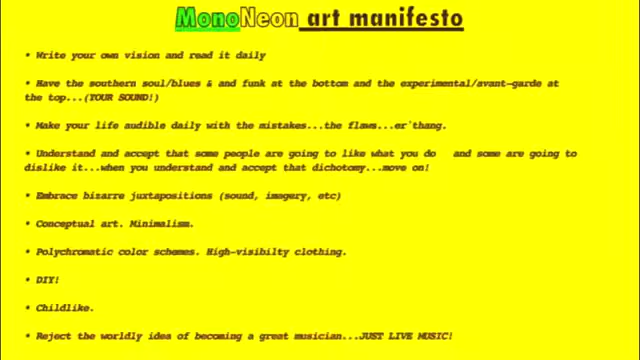 MonoNeon art manifesto
• Write your own vision and read it daily
• Have the southern soul/blues & and funk at the bottom and the experimental/avant-garde at
the top...(YOUR SOUND!)
• Make your life audible daily with the mistakes...the flaws...er'thang.
• Understand and accept that some people are going to like what you do and some are going to
dislike it...when you understand and accept that dichotomy...move on!
• Embrace bizarre juxtapositions (sound, imagery, etc)
• Conceptual art. Minimalism.
• Polychromatic color schemes. High-visibilty clothing.
• DIY!
• Childlike.
• Reject the worldly idea of becoming a great musician...JUST LIVE MUSIC!